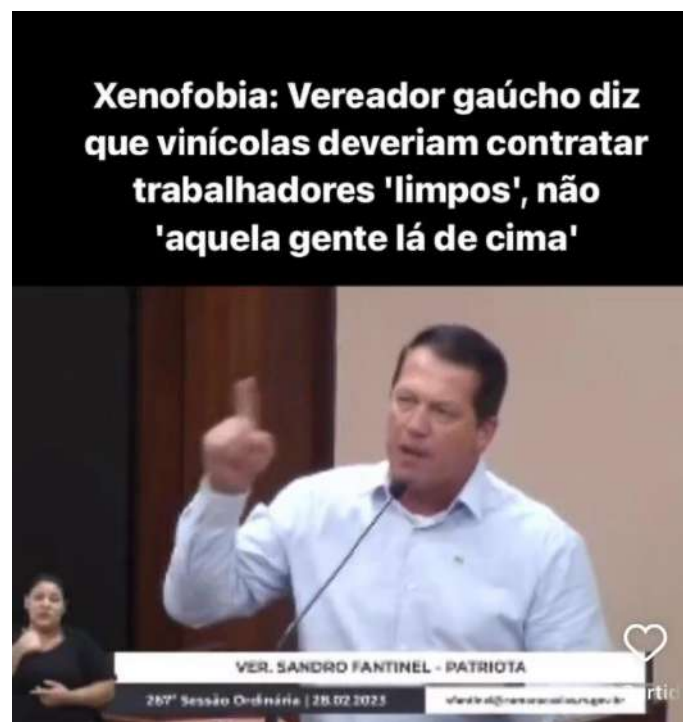 Xenofobia: Vereador gaúcho diz
que vinícolas deveriam contratar
trabalhadores 'limpos', não
'aquela gente lá de cima'
VER. SANDRO FANTINEL - PATRIOTA
267ª Sessão Ordinária | 28.02.2023